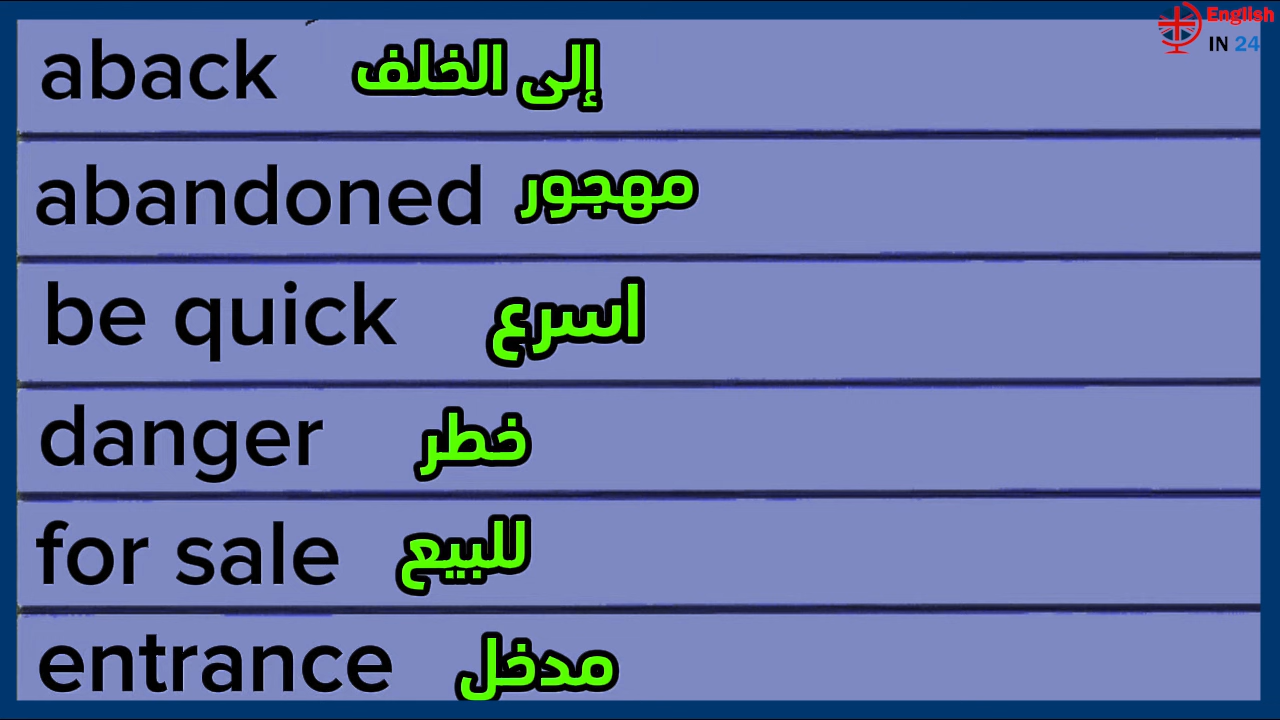 English
IN 24
aback إلى الخلف
abandoned مهجور
be quick اسرع
danger خطر
for sale للبيع
entrance مدخل